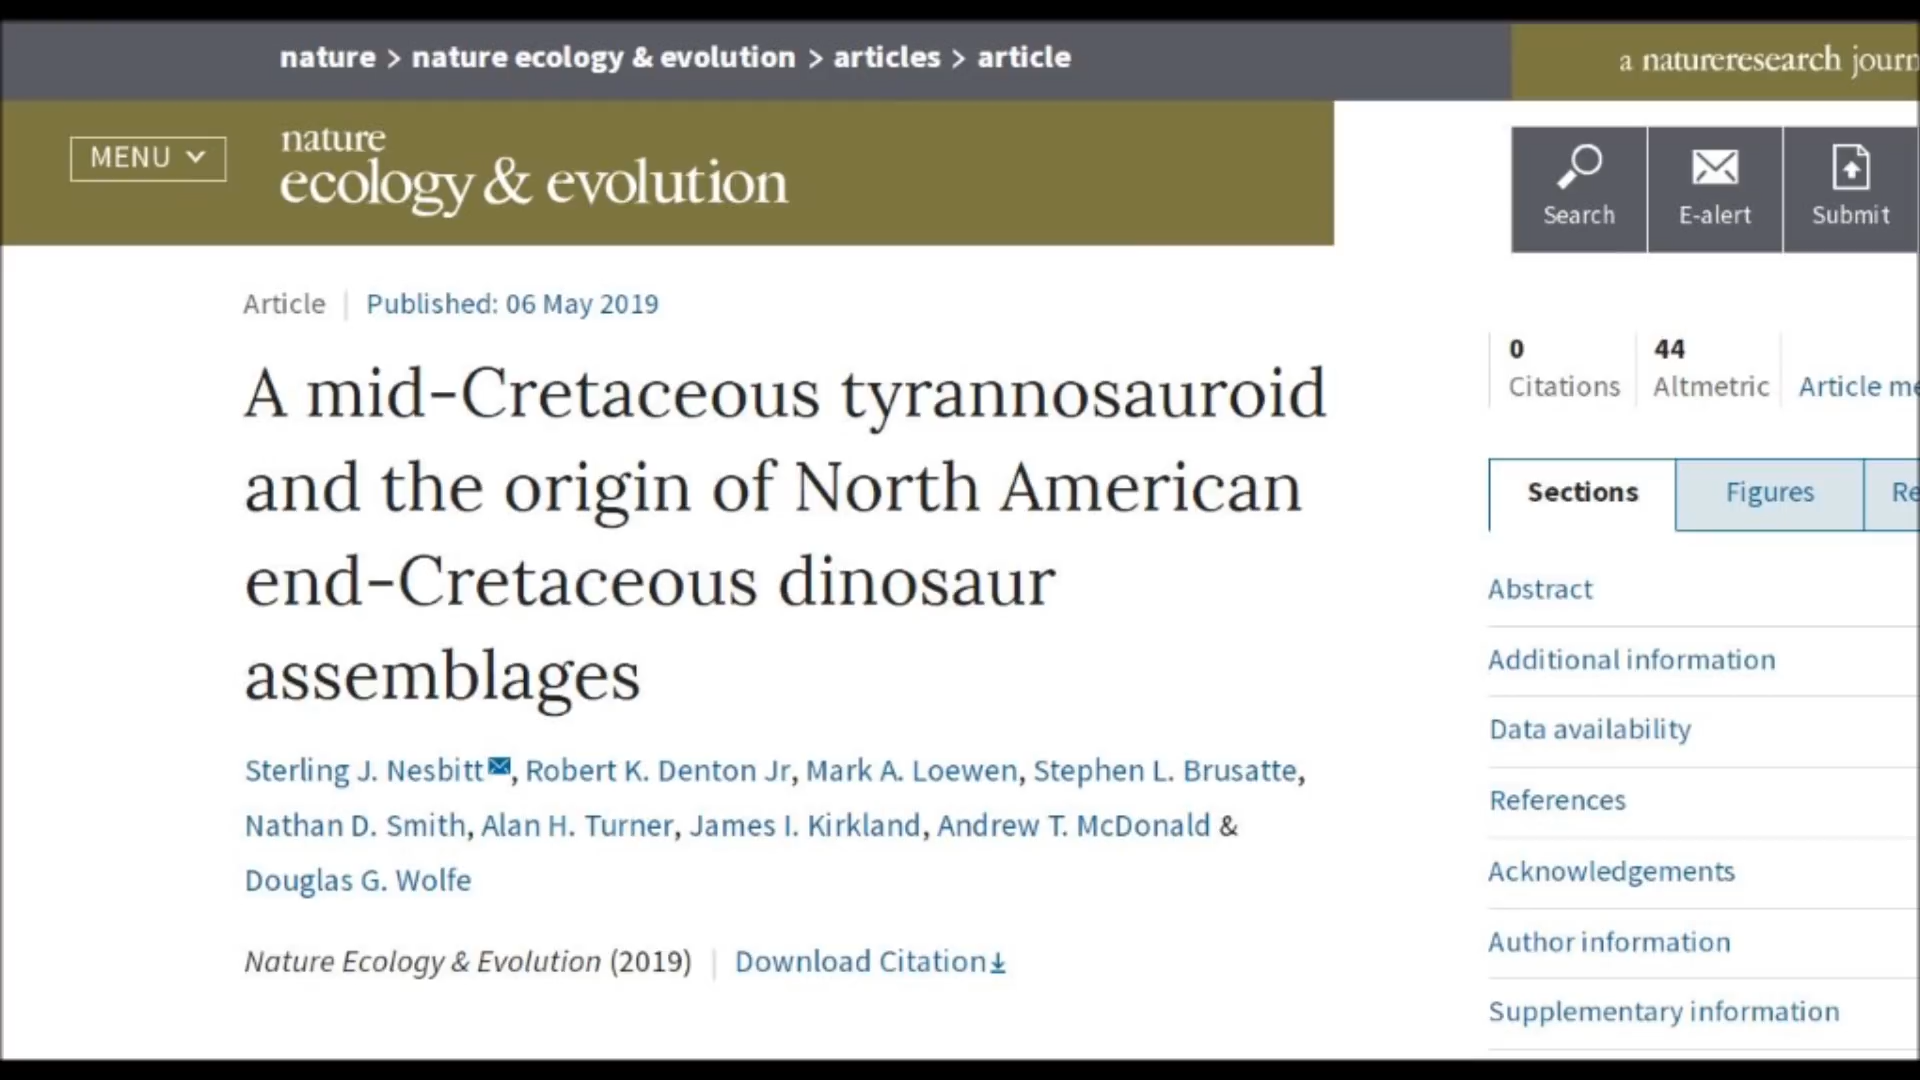 nature > nature ecology & evolution > articles > article
a natureresearch
MENU
nature
ecology & evolution
Search
E-alert
Submit
Article | Published: 06 May 2019
A mid-Cretaceous tyrannosauroid
and the origin of North American
end-Cretaceous dinosaur
assemblages
Sterling J. Nesbitt, Robert K. Denton Jr, Mark A. Loewen, Stephen L. Brusatte,
Nathan D. Smith, Alan H. Turner, James I. Kirkland, Andrew T. McDonald &
Douglas G. Wolfe
Nature Ecology & Evolution (2019) | Download Citation
0
Citations
44
Altmetric
Article
Sections
Figures
Abstract
Additional information
Data availability
References
Acknowledgements
Author information
Supplementary information